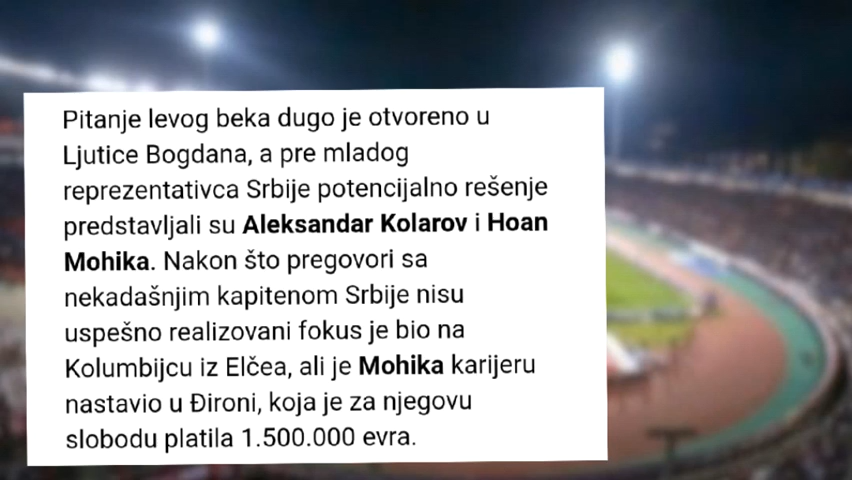 Pitanje levog beka dugo je otvoreno u
Ljutice Bogdana, a pre mladog
reprezentativca Srbije potencijalno rešenje
predstavljali su Aleksandar Kolarov i Hoan
Mohika. Nakon što pregovori sa
nekadašnjim kapitenom Srbije nisu
uspešno realizovani fokus je bio na
Kolumbijcu iz Elčea, ali je Mohika karijeru
nastavio u Đironi, koja je za njegovu
slobodu platila 1.500.000 evra.